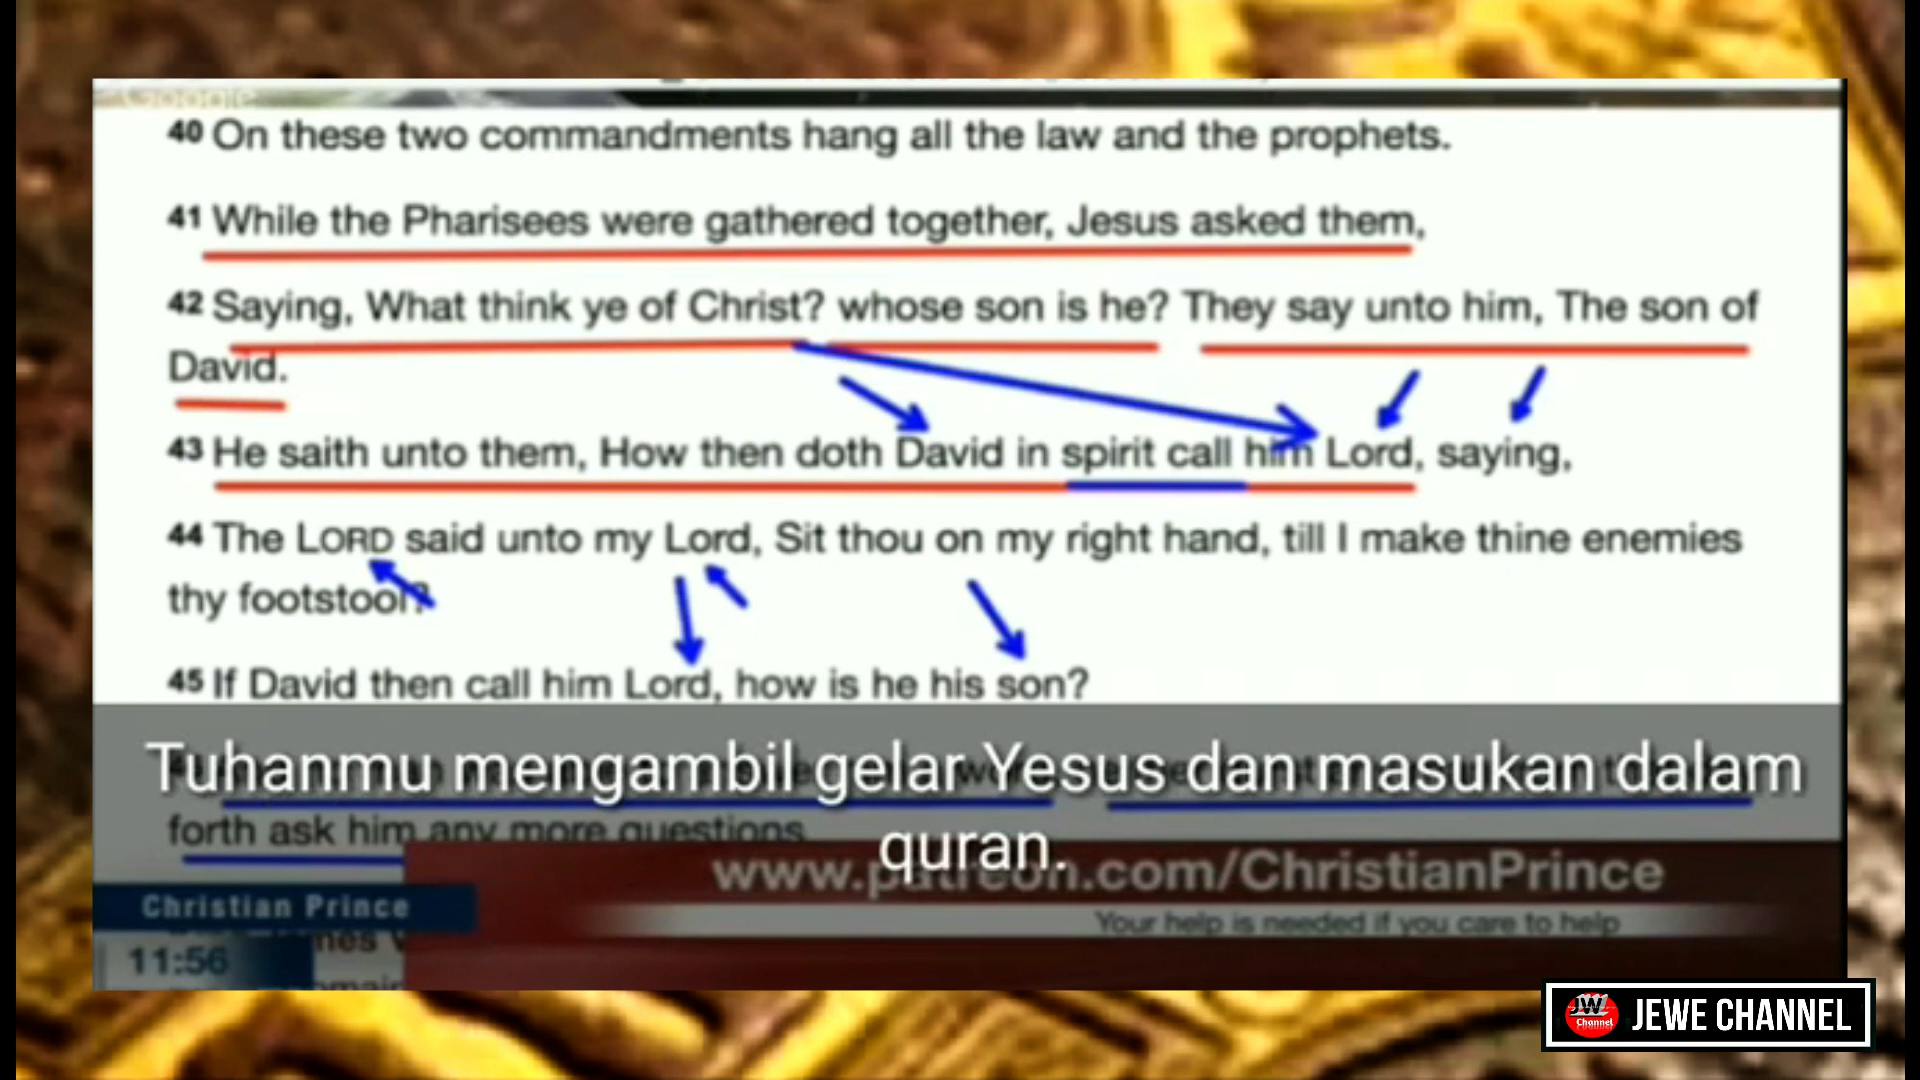 40 On these two commandments hang all the law and the prophets.
41 While the Pharisees were gathered together, Jesus asked them,
42 Saying, What think ye of Christ? whose son is he? They say unto him, The son of
David.
43 He saith unto them, How then doth David in spirit call him Lord, saying,
44 The LORD said unto my Lord, Sit thou on my right hand, till I make thine enemies
thy footstool?
45 If David then call him Lord, how is he his son?
Tuhanmu mengambil gelar Yesus dan masukan dalam
quran.
forth ask him any more questions
www.patreon.com/ChristianPrince
Christian Prince
Your help is needed if you care to help
11:56
JW
Channel
JEWE CHANNEL